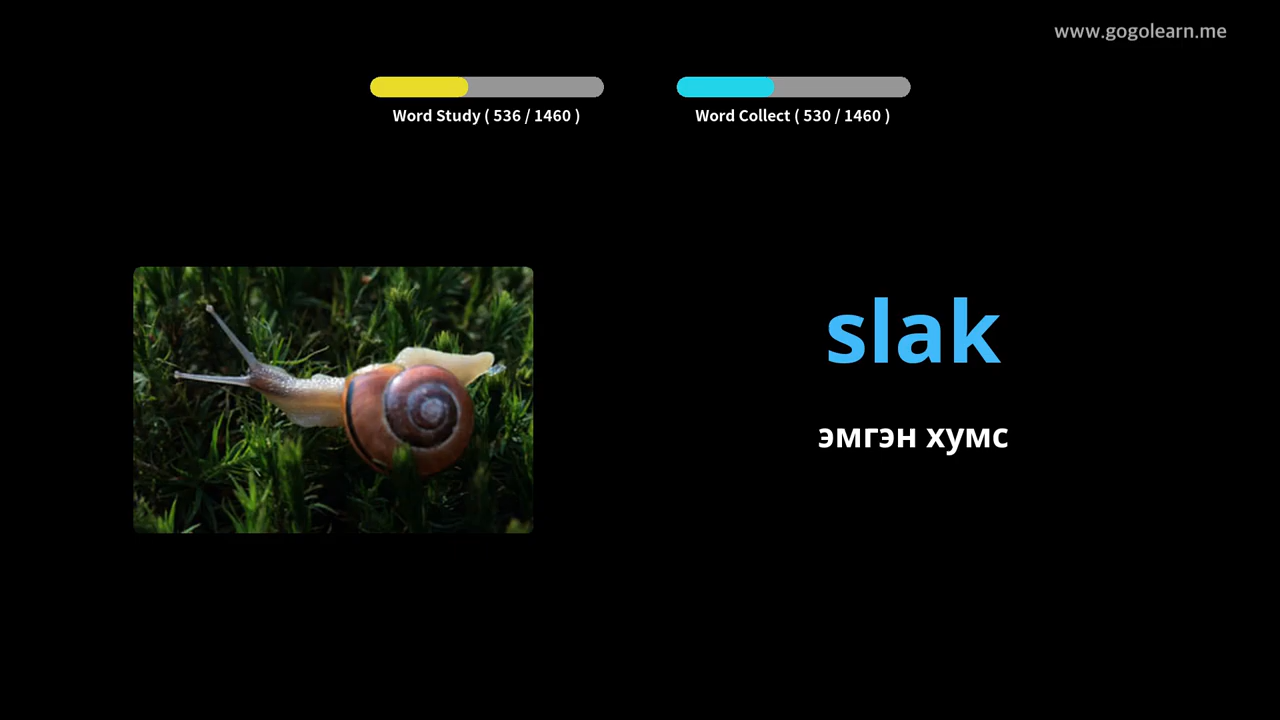 www.gogolearn.me
Word Study ( 536 / 1460 )
Word Collect ( 530 / 1460 )
slak
эмгэн хумс